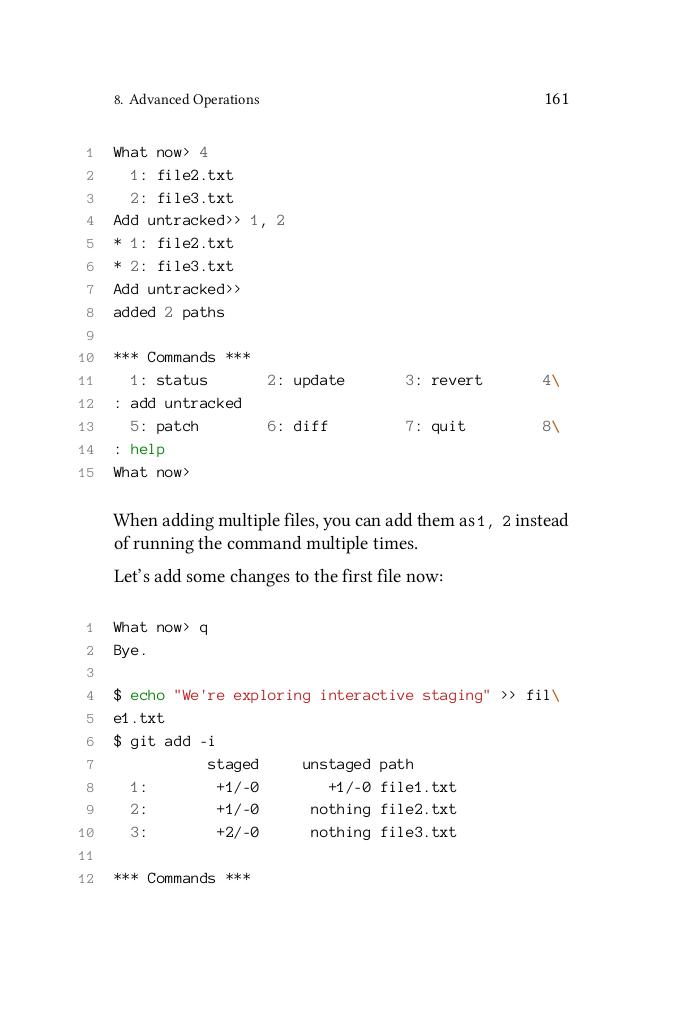 8. Advanced Operations 161
1 What now> 4
2   1: file2.txt
3   2: file3.txt
4 Add untracked>> 1, 2
5 * 1: file2.txt
6 * 2: file3.txt
7 Add untracked>>
8 added 2 paths
9
10 *** Commands ***
11   1: status       2: update       3: revert       4\
12 : add untracked
13   5: patch        6: diff         7: quit         8\
14 : help
15 What now>
When adding multiple files, you can add them as 1, 2 instead
of running the command multiple times.
Let's add some changes to the first file now:
1 What now> q
2 Bye.
3
4 $ echo "We're exploring interactive staging" >> fil\
5 e1.txt
6 $ git add -i
7            staged     unstaged path
8   1:        +1/-0        +1/-0 file1.txt
9   2:        +1/-0      nothing file2.txt
10   3:        +2/-0      nothing file3.txt
11
12 *** Commands ***